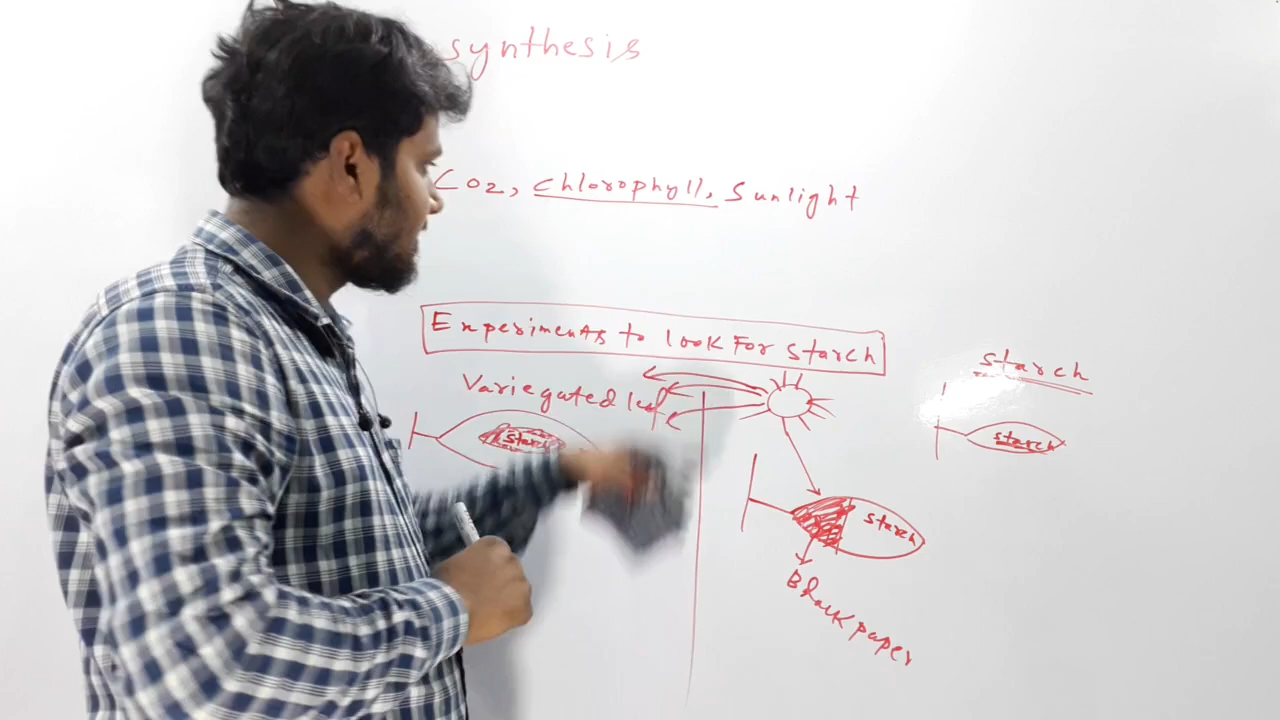 synthesis
CO2, chlorophyll, Sunlight
Experiments to look for starch
Variegated leaf
starch
starch
starch
starch
Black paper